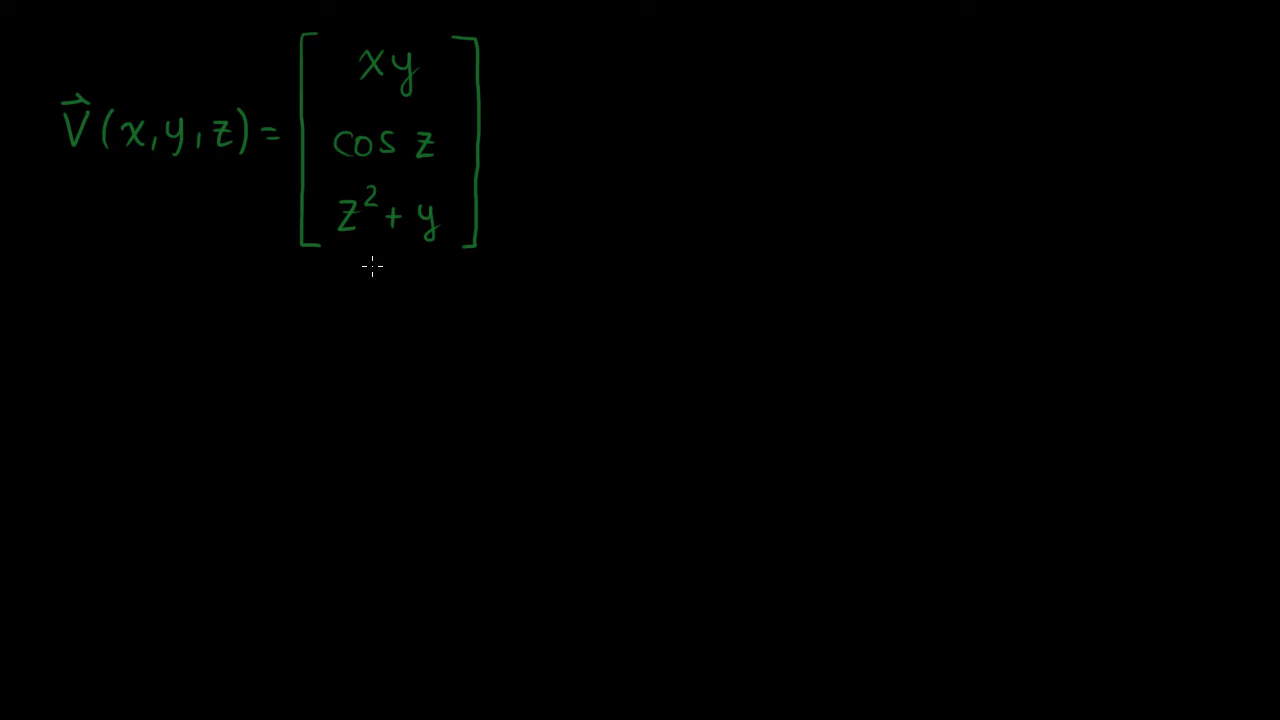 xy
V⃗(x,y,z)=
cos z
z²+y